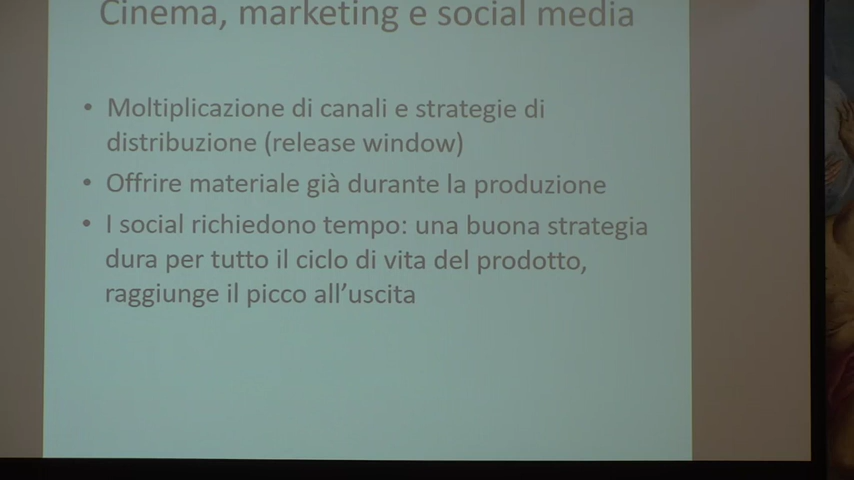 Cinema, marketing e social media
• Moltiplicazione di canali e strategie di
distribuzione (release window)
• Offrire materiale già durante la produzione
• I social richiedono tempo: una buona strategia
dura per tutto il ciclo di vita del prodotto,
raggiunge il picco all’uscita